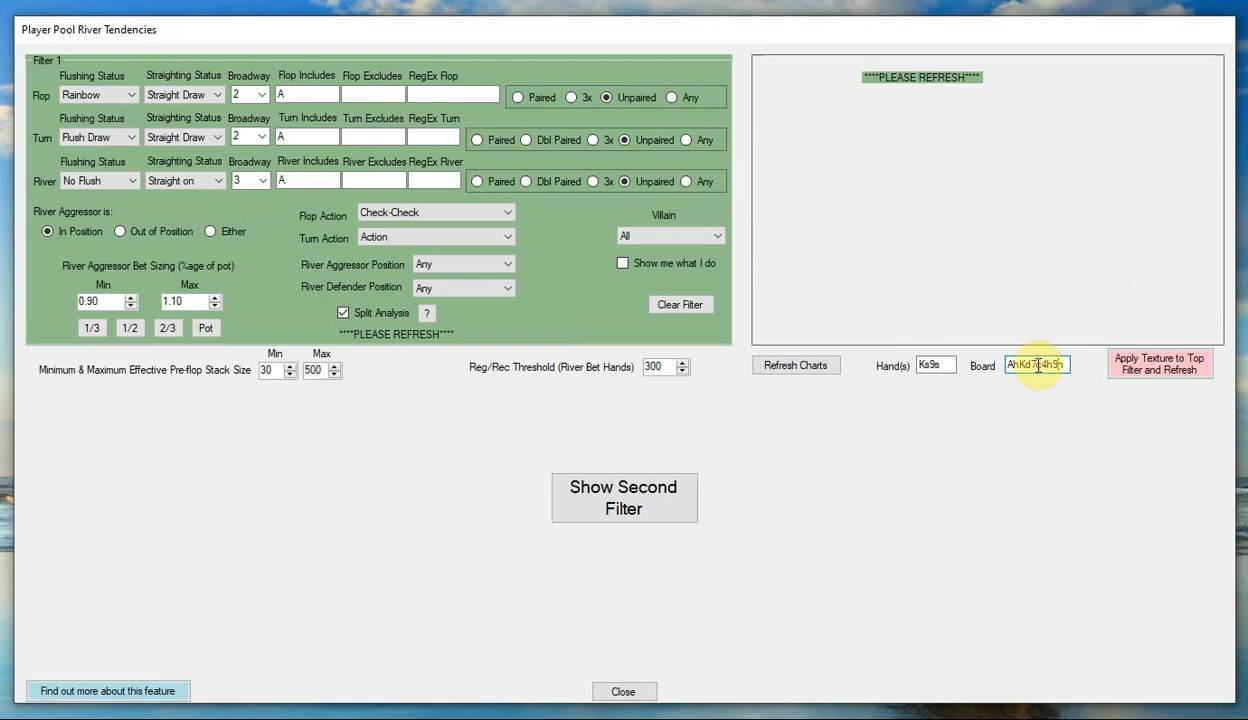 Player Pool River Tendencies
Filter 1
Flushing Status Straighting Status Broadway Flop Includes Flop Excludes RegEx Flop
Flop Rainbow Straight Draw 2 A Paired 3x Unpaired Any
Flushing Status Straighting Status Broadway Turn Includes Turn Excludes RegEx Turn
Turn Flush Draw Straight Draw 2 A Paired Dbl Paired 3x Unpaired Any
Flushing Status Straighting Status Broadway River Includes River Excludes RegEx River
River No Flush Straight on 3 A Paired Dbl Paired 3x Unpaired Any
River Aggressor is:
In Position Out of Position Either
River Aggressor Bet Sizing (%age of pot)
Min Max
0.90 1.10
1/3 1/2 2/3 Pot
Flop Action Check-Check
Turn Action Action
River Aggressor Position Any
River Defender Position Any
Split Analysis ?
****PLEASE REFRESH****
Villain
All
Show me what I do
Clear Filter
****PLEASE REFRESH****
Min Max
Minimum & Maximum Effective Pre-flop Stack Size 30 500
Reg/Rec Threshold (River Bet Hands) 300
Refresh Charts
Hand(s) Ks9s
Board AhKd7c4h9h
Apply Texture to Top
Filter and Refresh
Show Second
Filter
Find out more about this feature
Close